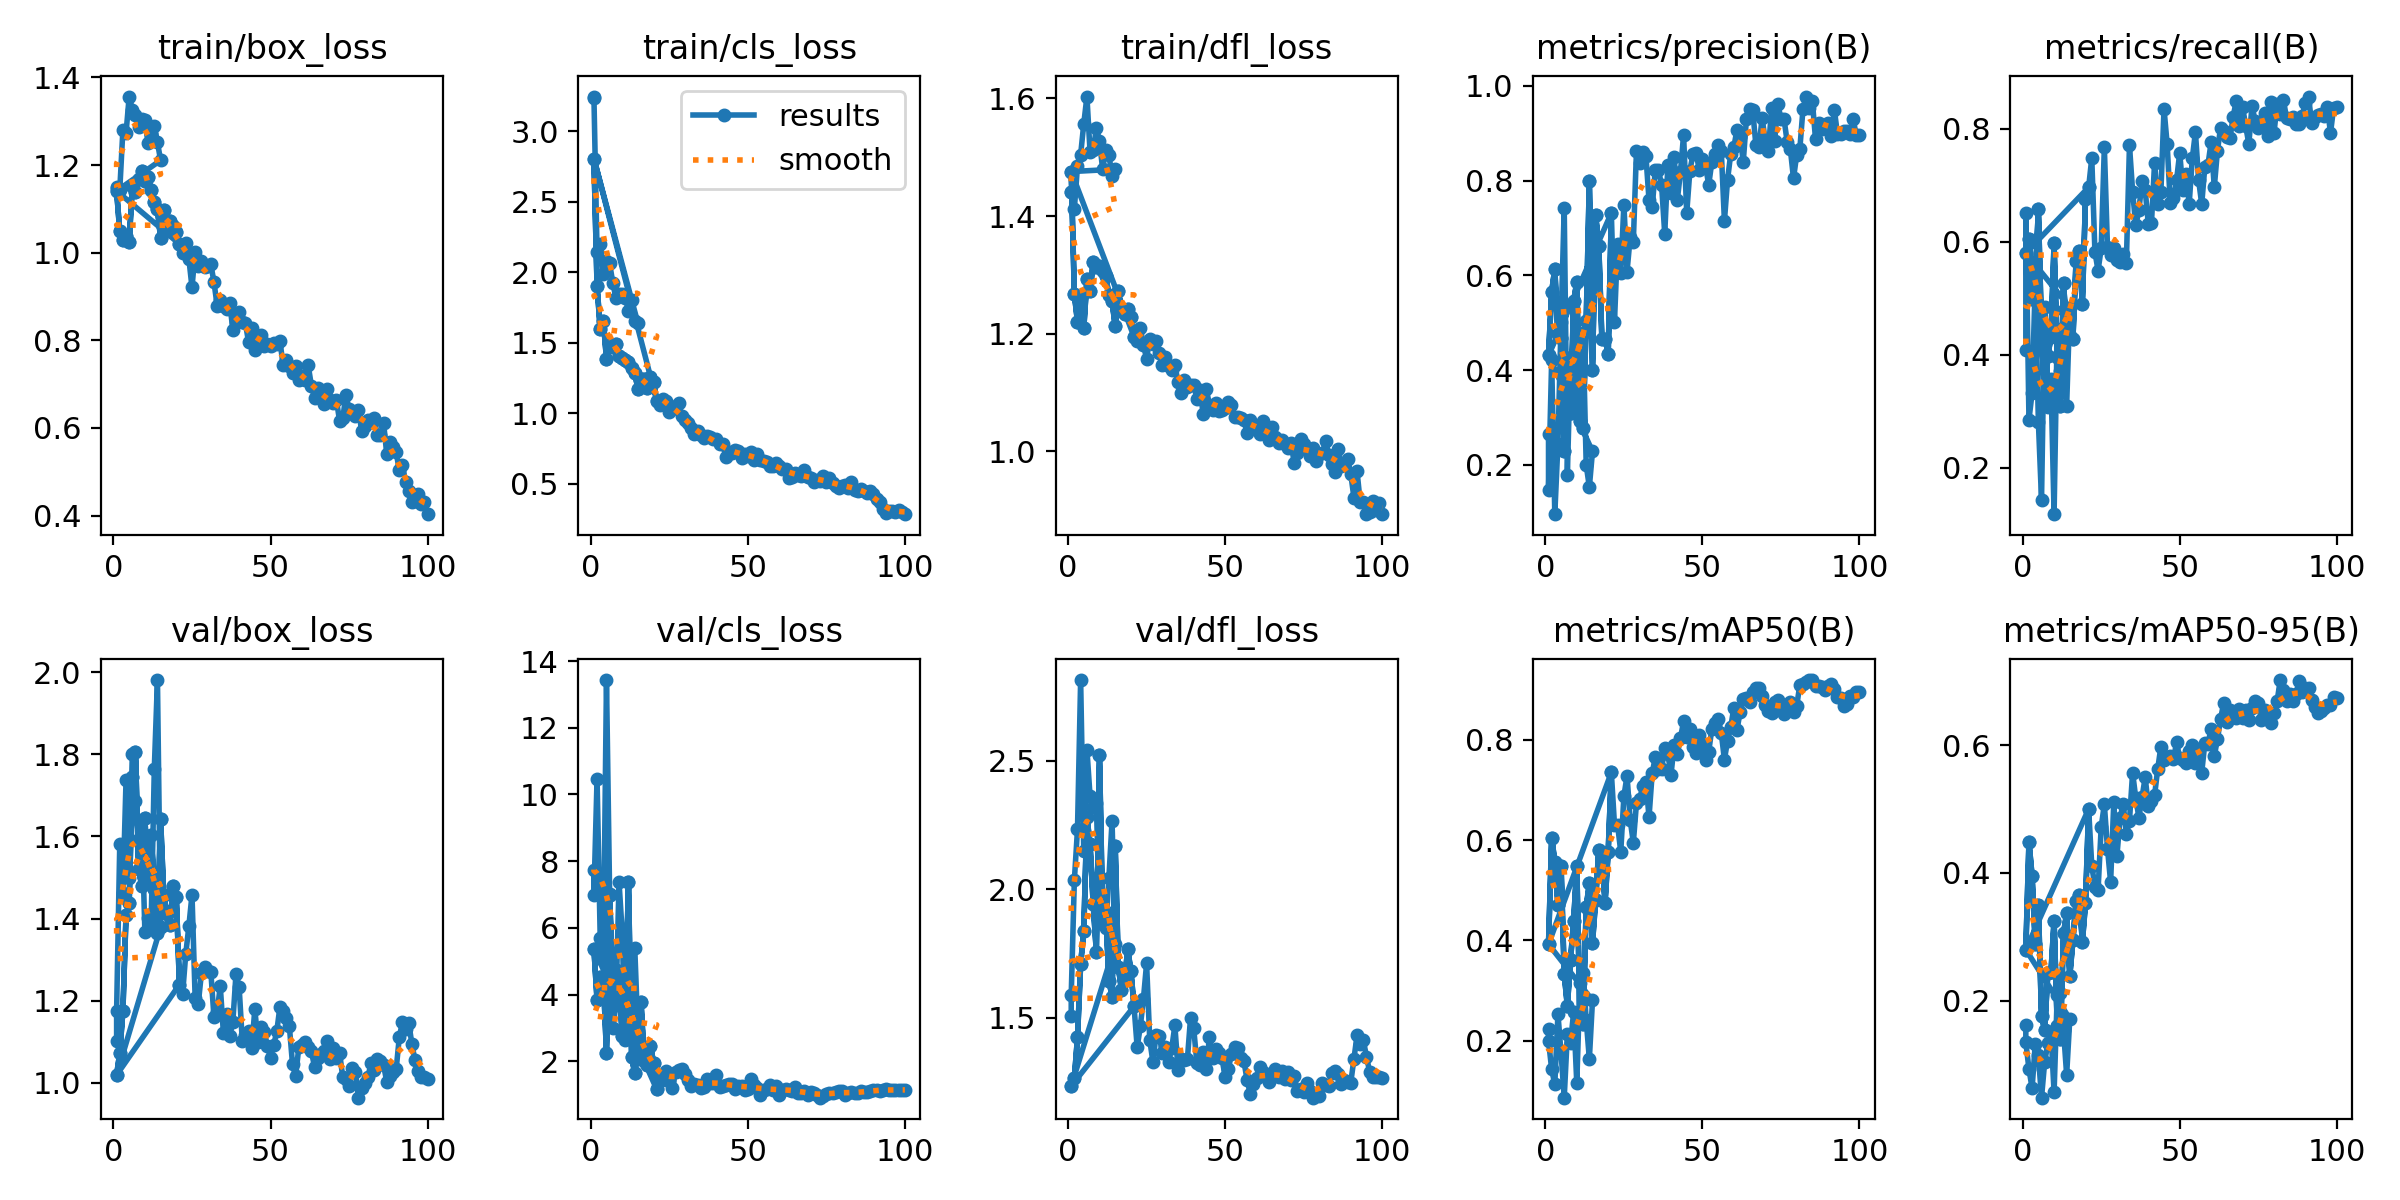 train/box_loss
train/cls_loss
train/dfl_loss
metrics/precision(B)
metrics/recall(B)
1.4
1.2
1.0
0.8
0.6
0.4
0 50 100
results
smooth
3.0
2.5
2.0
1.5
1.0
0.5
0 50 100
1.6
1.4
1.2
1.0
0 50 100
1.0
0.8
0.6
0.4
0.2
0 50 100
0.8
0.6
0.4
0.2
0 50 100
val/box_loss
val/cls_loss
val/dfl_loss
metrics/mAP50(B)
metrics/mAP50-95(B)
2.0
1.8
1.6
1.4
1.2
1.0
0 50 100
14
12
10
8
6
4
2
0 50 100
2.5
2.0
1.5
0 50 100
0.8
0.6
0.4
0.2
0 50 100
0.6
0.4
0.2
0 50 100